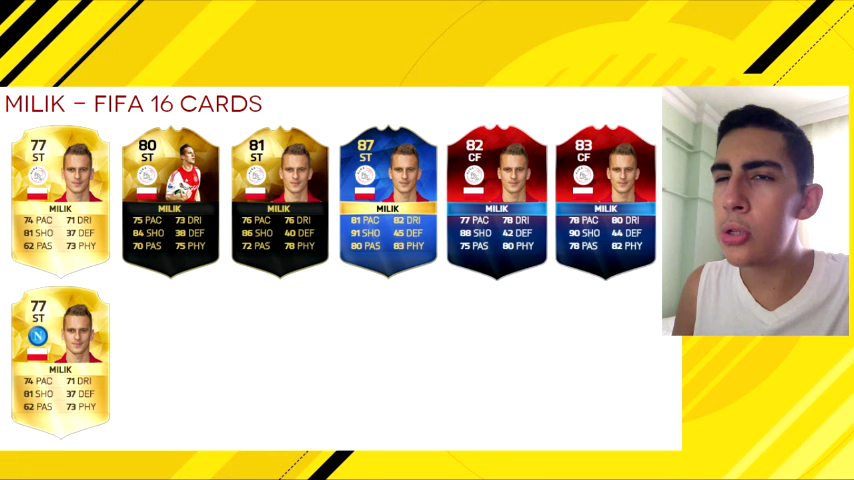 MILIK – FIFA 16 CARDS
77
ST
MILIK
74 PAC 71 DRI
81 SHO 37 DEF
62 PAS 73 PHY
80
ST
MILIK
75 PAC 73 DRI
84 SHO 38 DEF
70 PAS 75 PHY
81
ST
MILIK
76 PAC 76 DRI
86 SHO 40 DEF
72 PAS 78 PHY
87
ST
MILIK
81 PAC 82 DRI
91 SHO 45 DEF
80 PAS 83 PHY
82
CF
MILIK
77 PAC 78 DRI
88 SHO 42 DEF
75 PAS 80 PHY
83
CF
MILIK
78 PAC 80 DRI
90 SHO 44 DEF
78 PAS 82 PHY
77
ST
N
MILIK
74 PAC 71 DRI
81 SHO 37 DEF
62 PAS 73 PHY